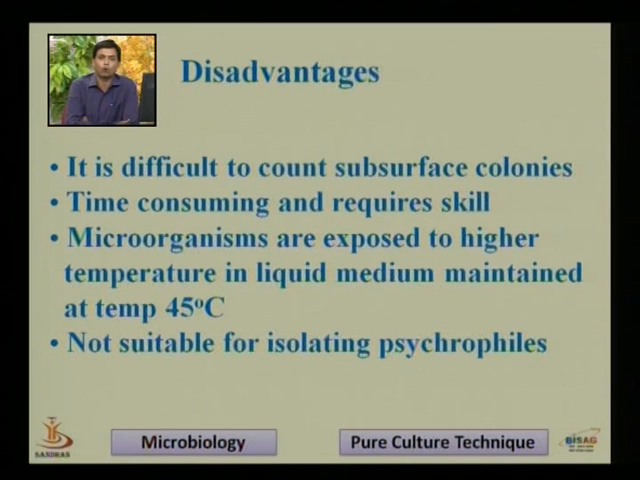 Disadvantages
• It is difficult to count subsurface colonies
• Time consuming and requires skill
• Microorganisms are exposed to higher
temperature in liquid medium maintained
at temp 45°C
• Not suitable for isolating psychrophiles
SANDHAN
Microbiology
Pure Culture Technique
BISAG